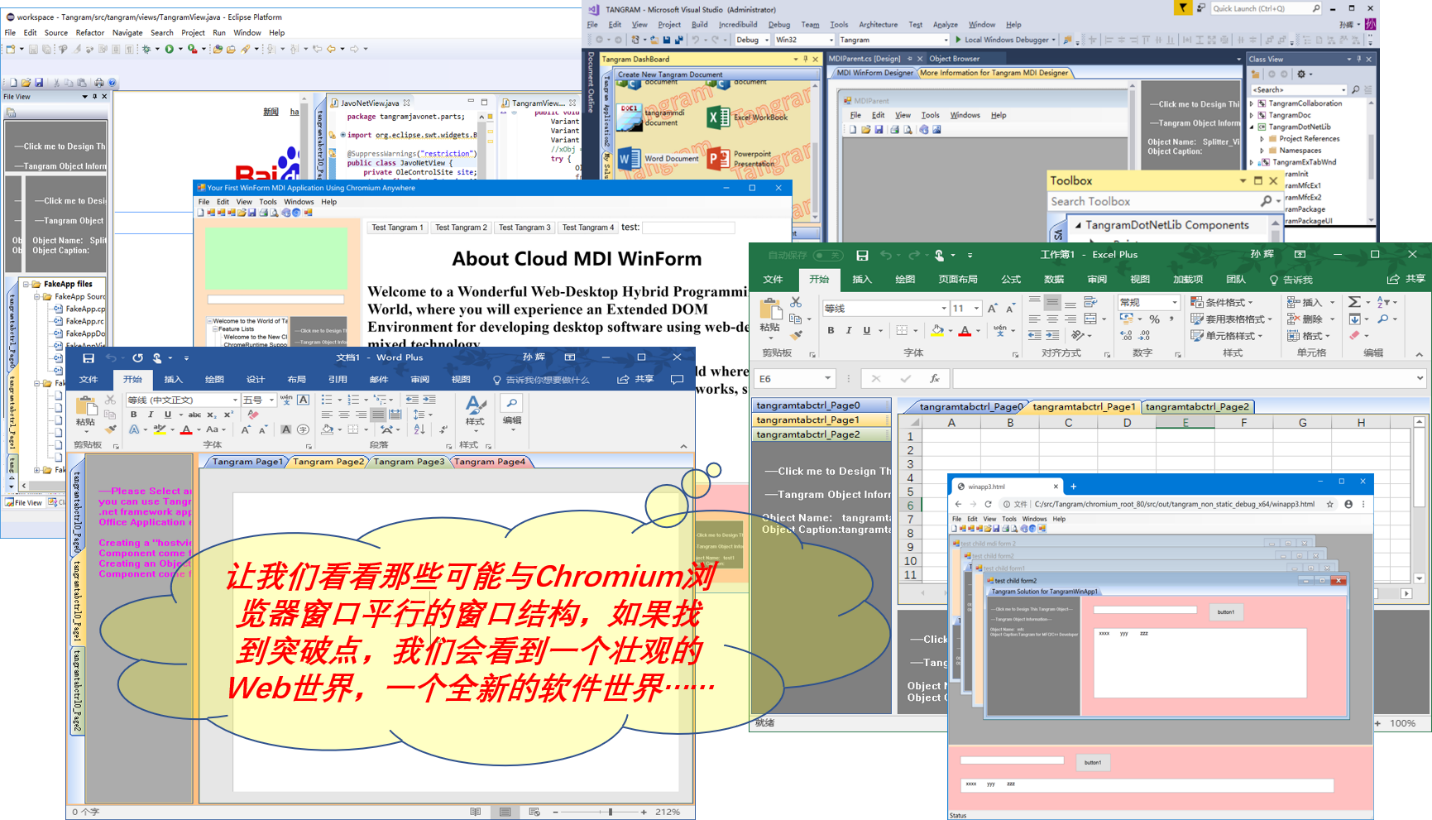 workspace - Tangram/src/tangram/views/TangramView.java - Eclipse Platform
File Edit Source Refactor Navigate Search Project Run Window Help
File View
新闻 ha
Bai
—Click me to Design Th
—Tangram Object Inform
—Click me to Desi
—Tangram Object
Object Name: Split
Object Caption:
FakeApp files
FakeApp Sourc
FakeApp.cp
FakeApp.rc
FakeAppDo
FakeAppVie
File View
JavoNetView.java
package tangramjavonet.parts;
import org.eclipse.swt.widgets.B
@SuppressWarnings("restriction")
public class JavoNetView {
private OleControlSite site;
TangramView....
public void
Variant
Variant
Variant
//xObj
try {
TANGRAM - Microsoft Visual Studio (Administrator)
Quick Launch (Ctrl+Q)
File Edit View Project Build Incredibuild Debug Team Tools Architecture Test Analyze Window Help
孙辉
Debug Win32 Tangram Local Windows Debugger
Document Outline
Tangram DashBoard
Create New Tangram Document
document
document
tangrammdi
document
Excel WorkBook
Word Document
Powerpoint
Presentation
MDIParent.cs [Design] Object Browser
MDI WinForm Designer More Information for Tangram MDI Designer
MDIParent
File Edit View Tools Windows Help
—Click me to Design Thi
—Tangram Object Inform
Object Name: Splitter_Vi
Object Caption:
Class View
<Search>
TangramCollaboration
TangramDoc
TangramDotNetLib
Project References
Namespaces
TangramExTabWnd
ramInit
ramMfcEx1
ramMfcEx2
ramPackage
ramPackageUI
Toolbox
Search Toolbox
TangramDotNetLib Components
Your First WinForm MDI Application Using Chromium Anywhere
File Edit View Tools Windows Help
Test Tangram 1 Test Tangram 2 Test Tangram 3 Test Tangram 4 test:
About Cloud MDI WinForm
Welcome to a Wonderful Web-Desktop Hybrid Programmi
World, where you will experience an Extended DOM
Environment for developing desktop software using web-de
mixed technology
ld where
works, s
Welcome to the World of Ta
Feature Lists
Welcome to the New Cl
ChromeRuntime Suppo
—Click me to Design T
—Tangram Object Infor
文档1 - Word Plus
孙 辉
文件 开始 插入 绘图 设计 布局 引用 邮件 审阅 视图 告诉我你想要做什么 共享
等线 (中文正文) 五号
粘贴
样式
编辑
剪贴板 字体 段落 样式
Tangram Page1 Tangram Page2 Tangram Page3 Tangram Page4
tangramtabctrl0_Page0
tangramtabctrl0_Page1
tangramtabctrl0_Page2
—Please Select an
you can use Tangr
.net framework app
Office Application e
Creating a "hostvi
Component come f
Creating an Object
Component come f
让我们看看那些可能与Chromium浏
览器窗口平行的窗口结构，如果找
到突破点，我们会看到一个壮观的
Web世界，一个全新的软件世界……
0 个字
212%
自动保存
工作簿1 - Excel Plus
孙 辉
文件 开始 插入 绘图 页面布局 公式 数据 审阅 视图 加载项 团队 告诉我 共享
等线 11
常规
粘贴
条件格式
套用表格格式
单元格样式
插入
删除
格式
剪贴板 字体 对齐方式 数字 样式 单元格 编辑
E6
tangramtabctrl_Page0
tangramtabctrl_Page1
tangramtabctrl_Page2
tangramtabctrl_Page0 tangramtabctrl_Page1 tangramtabctrl_Page2
A B C D E F G H
1
2
3
4
5
6
7
8
9
10
11
—Click me to Design Th
—Tangram Object Inforr
Object Name: tangramta
Object Caption:tangramta
—Click
—Tang
Object N
Object C
就绪
100%
winapp3.html
文件 | C:/src/Tangram/chromium_root_80/src/out/tangram_non_static_debug_x64/winapp3.html
File Edit View Tools Windows Help
test child mdi form 2
test child form2
test child form1
test child form2
Tangram Solution for TangramWinApp1
button1
xxxx yyy zzz
button1
xxxx yyy zzz
Status